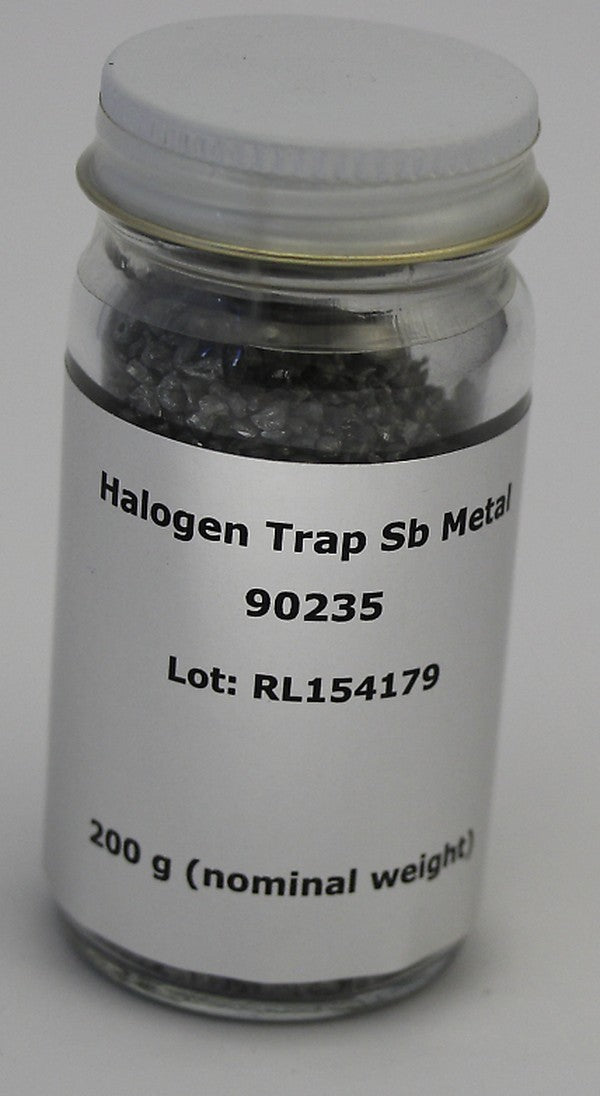 Halogen Trap Sb Metal
90235
Lot: RL154179
200 g (nominal weight)